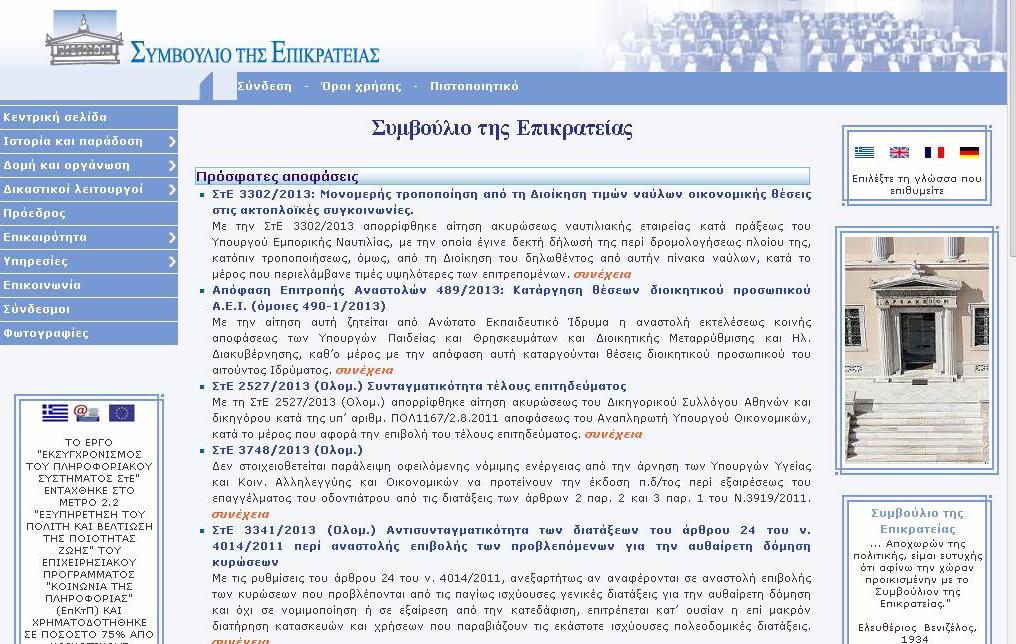 ΣΥΜΒΟΥΛΙΟ ΤΗΣ ΕΠΙΚΡΑΤΕΙΑΣ
Σύνδεση - Όροι χρήσης - Πιστοποιητικό
Κεντρική σελίδα
Ιστορία και παράδοση
Δομή και οργάνωση
Δικαστικοί λειτουργοί
Πρόεδρος
Επικαιρότητα
Υπηρεσίες
Επικοινωνία
Σύνδεσμοι
Φωτογραφίες
ΤΟ ΕΡΓΟ
"ΕΚΣΥΓΧΡΟΝΙΣΜΟΣ
ΤΟΥ ΠΛΗΡΟΦΟΡΙΑΚΟΥ
ΣΥΣΤΗΜΑΤΟΣ ΣτΕ"
ΕΝΤΑΧΘΗΚΕ ΣΤΟ
ΜΕΤΡΟ 2.2
"ΕΞΥΠΗΡΕΤΗΣΗ ΤΟΥ
ΠΟΛΙΤΗ ΚΑΙ ΒΕΛΤΙΩΣΗ
ΤΗΣ ΠΟΙΟΤΗΤΑΣ
ΖΩΗΣ" ΤΟΥ
ΕΠΙΧΕΙΡΗΣΙΑΚΟΥ
ΠΡΟΓΡΑΜΜΑΤΟΣ
"ΚΟΙΝΩΝΙΑ ΤΗΣ
ΠΛΗΡΟΦΟΡΙΑΣ"
(ΕπΚτΠ) ΚΑΙ
ΧΡΗΜΑΤΟΔΟΤΗΘΗΚΕ
ΣΕ ΠΟΣΟΣΤΟ 75% ΑΠΟ
Συμβούλιο της Επικρατείας
Πρόσφατες αποφάσεις
ΣτΕ 3302/2013: Μονομερής τροποποίηση από τη Διοίκηση τιμών ναύλων οικονομικής θέσεις
στις ακτοπλοϊκές συγκοινωνίες.
Με την ΣτΕ 3302/2013 απορρίφθηκε αίτηση ακυρώσεως ναυτιλιακής εταιρείας κατά πράξεως του
Υπουργού Εμπορικής Ναυτιλίας, με την οποία έγινε δεκτή δήλωσή της περί δρομολογήσεως πλοίου της,
κατόπιν τροποποιήσεως, όμως, από τη Διοίκηση του δηλωθέντος από αυτήν πίνακα ναύλων, κατά το
μέρος που περιελάμβανε τιμές υψηλότερες των επιτρεπομένων. συνέχεια
Απόφαση Επιτροπής Αναστολών 489/2013: Κατάργηση θέσεων διοικητικού προσωπικού
Α.Ε.Ι. (όμοιες 490-1/2013)
Με την αίτηση αυτή ζητείται από Ανώτατο Εκπαιδευτικό Ίδρυμα η αναστολή εκτελέσεως κοινής
αποφάσεως των Υπουργών Παιδείας και Θρησκευμάτων και Διοικητικής Μεταρρύθμισης και Ηλ.
Διακυβέρνησης, καθ'ο μέρος με την απόφαση αυτή καταργούνται θέσεις διοικητικού προσωπικού του
αιτούντος Ιδρύματος. συνέχεια
ΣτΕ 2527/2013 (Ολομ.) Συνταγματικότητα τέλους επιτηδεύματος
Με τη ΣτΕ 2527/2013 (Ολομ.) απορρίφθηκε αίτηση ακυρώσεως του Δικηγορικού Συλλόγου Αθηνών και
δικηγόρου κατά της υπ' αριθμ. ΠΟΛ1167/2.8.2011 αποφάσεως του Αναπληρωτή Υπουργού Οικονομικών,
κατά το μέρος που αφορά την επιβολή του τέλους επιτηδεύματος. συνέχεια
ΣτΕ 3748/2013 (Ολομ.)
Δεν στοιχειοθετείται παράλειψη οφειλόμενης νόμιμης ενέργειας από την άρνηση των Υπουργών Υγείας
και Κοιν. Αλληλεγγύης και Οικονομικών να προτείνουν την έκδοση π.δ/τος περί εξαιρέσεως του
επαγγέλματος του οδοντιάτρου από τις διατάξεις των άρθρων 2 παρ. 2 και 3 παρ. 1 του Ν.3919/2011.
συνέχεια
ΣτΕ 3341/2013 (Ολομ.) Αντισυνταγματικότητα των διατάξεων του άρθρου 24 του ν.
4014/2011 περί αναστολής επιβολής των προβλεπόμενων για την αυθαίρετη δόμηση
κυρώσεων
Με τις ρυθμίσεις του άρθρου 24 του ν. 4014/2011, ανεξαρτήτως αν αναφέρονται σε αναστολή επιβολής
των κυρώσεων που προβλέπονται από τις παγίως ισχύουσες γενικές διατάξεις για την αυθαίρετη δόμηση
και όχι σε νομιμοποίηση ή σε εξαίρεση από την κατεδάφιση, επιτρέπεται κατ' ουσίαν η επί μακρόν
διατήρηση κατασκευών και χρήσεων που παραβιάζουν τις εκάστοτε ισχύουσες πολεοδομικές διατάξεις.
συνέχεια
Επιλέξτε τη γλώσσα που
επιθυμείτε
ΑΡΣΑΚΕΙΟΝ
Συμβούλιο της
Επικρατείας
... Αποχωρών της
πολιτικής, είμαι ευτυχής
ότι αφίνω την χώραν
προικισμένην με το
Συμβούλιον της
Επικρατείας."
Ελευθέριος Βενιζέλος,
1934